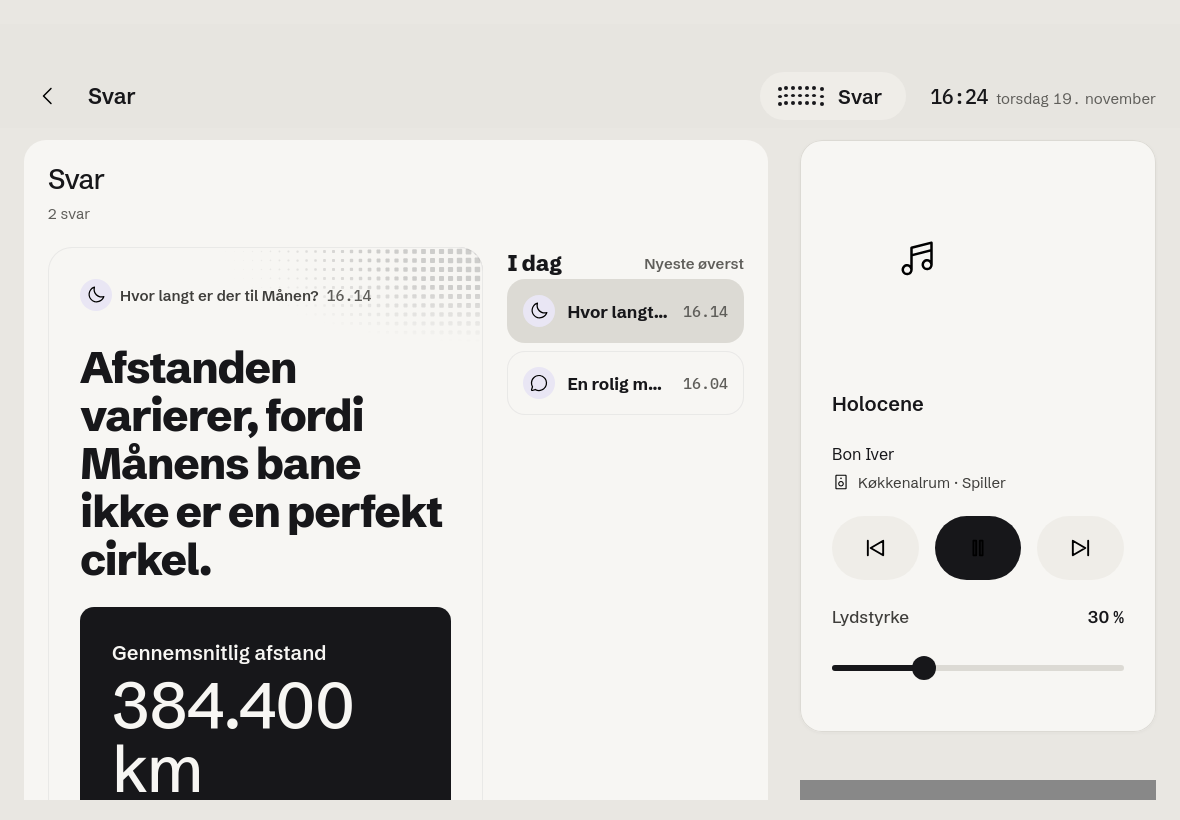 Svar
Svar
16:24 torsdag 19. november
Svar
2 svar
Hvor langt er der til Månen? 16.14
Afstanden
varierer, fordi
Månens bane
ikke er en perfekt
cirkel.
Gennemsnitlig afstand
384.400
km
I dag
Nyeste øverst
Hvor langt... 16.14
En rolig m... 16.04
Holocene
Bon Iver
Køkkenalrum · Spiller
Lydstyrke
30 %